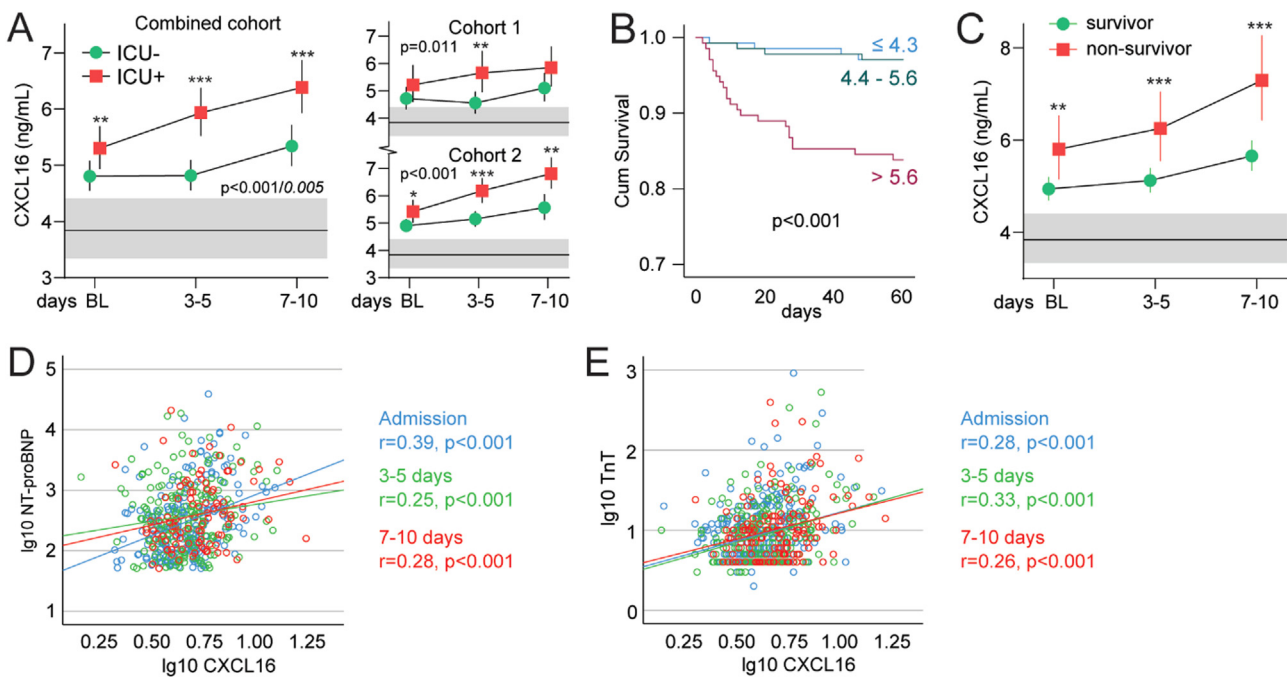 A
Combined cohort
7
6
5
4
3
CXCL16 (ng/mL)
ICU-
ICU+
**
***
***
p<0.001/0.005
days BL 3-5 7-10
Cohort 1
7
6
5
4
p=0.011
**
Cohort 2
7
6
5
4
3
p<0.001
*
***
**
days BL 3-5 7-10
B
1.0
0.9
0.8
0.7
Cum Survival
≤ 4.3
4.4 - 5.6
> 5.6
p<0.001
0 20 40 60
days
C
survivor
non-survivor
8
6
4
CXCL16 (ng/mL)
**
***
***
days BL 3-5 7-10
D
5
4
3
2
1
lg10 NT-proBNP
0.25 0.50 0.75 1.00 1.25
lg10 CXCL16
Admission
r=0.39, p<0.001
3-5 days
r=0.25, p<0.001
7-10 days
r=0.28, p<0.001
E
3
2
1
0
lg10 TnT
0.25 0.50 0.75 1.00 1.25
lg10 CXCL16
Admission
r=0.28, p<0.001
3-5 days
r=0.33, p<0.001
7-10 days
r=0.26, p<0.001